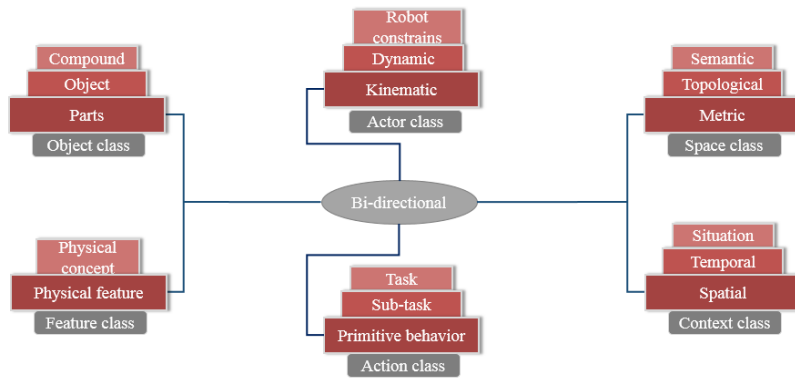 Compound
Object
Parts
Object class
Robot
constrains
Dynamic
Kinematic
Actor class
Semantic
Topological
Metric
Space class
Bi-directional
Physical
concept
Physical feature
Feature class
Task
Sub-task
Primitive behavior
Action class
Situation
Temporal
Spatial
Context class